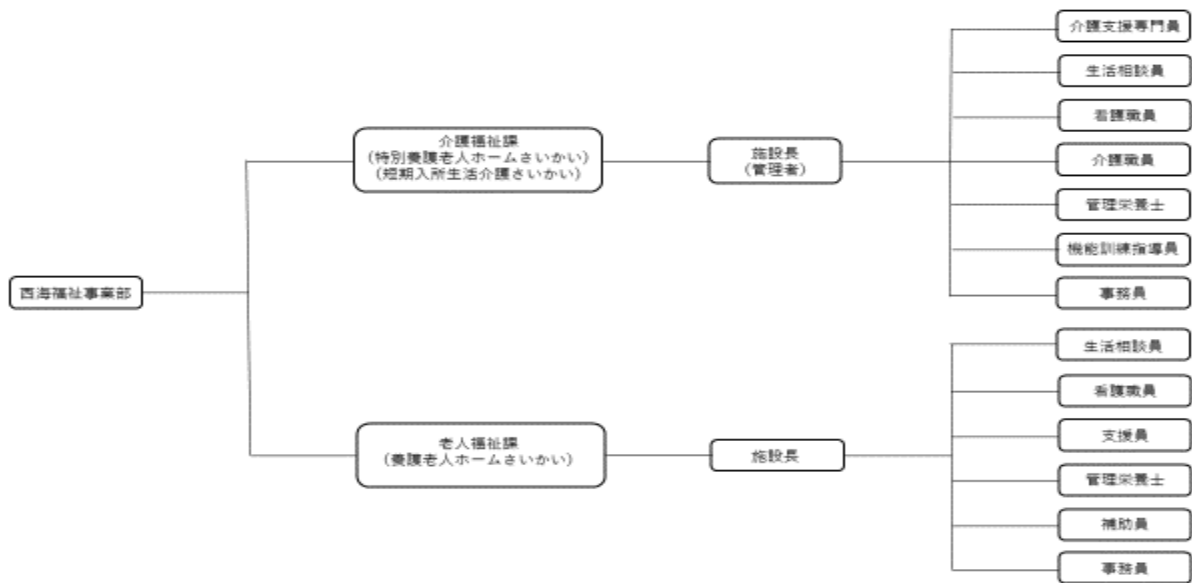 西海福祉事業部
介護福祉課
(特別養護老人ホームさいかい)
(短期入所生活介護さいかい)
施設長
(管理者)
介護支援専門員
生活相談員
看護職員
介護職員
管理栄養士
機能訓練指導員
事務員
老人福祉課
(養護老人ホームさいかい)
施設長
生活相談員
看護職員
支援員
管理栄養士
補助員
事務員